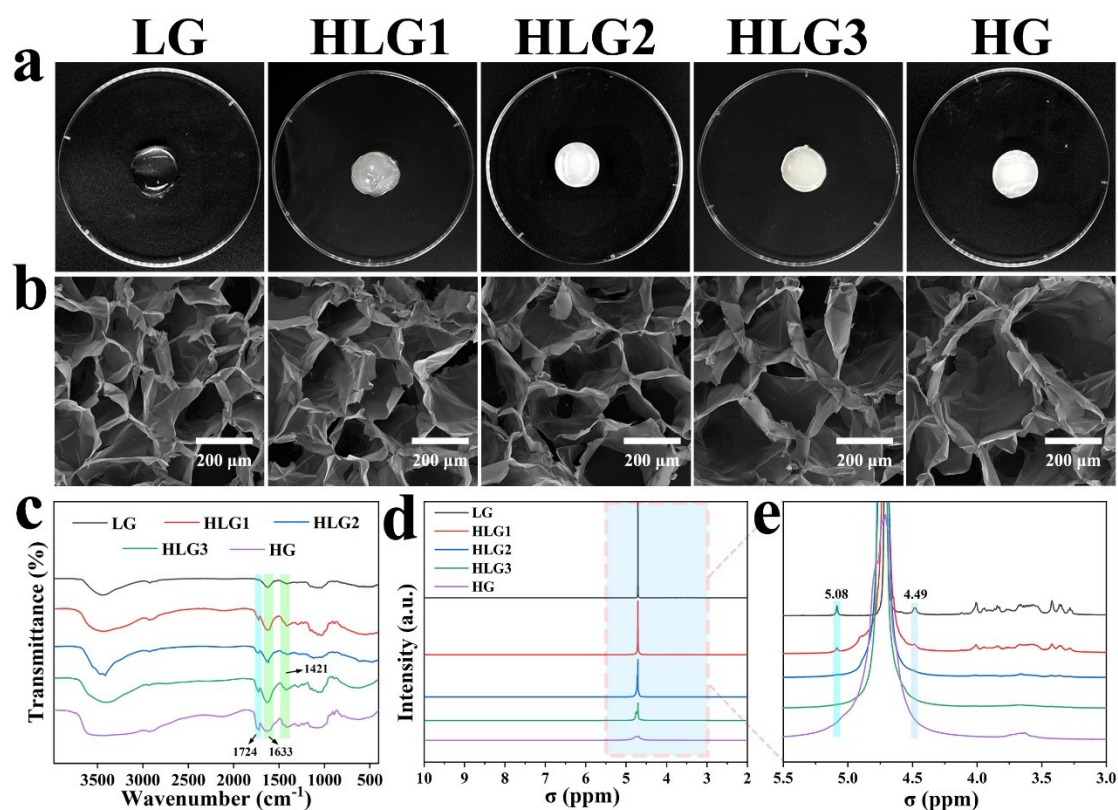 LG HLG1 HLG2 HLG3 HG
a
b
200 μm 200 μm 200 μm 200 μm 200 μm
c
LG HLG1 HLG2
HLG3 HG
Transmittance (%)
1421
1724 1633
3500 3000 2500 2000 1500 1000 500
Wavenumber (cm⁻¹)
d
LG
HLG1
HLG2
HLG3
HG
Intensity (a.u.)
10 9 8 7 6 5 4 3 2
σ (ppm)
e
5.08 4.49
5.5 5.0 4.5 4.0 3.5 3.0
σ (ppm)